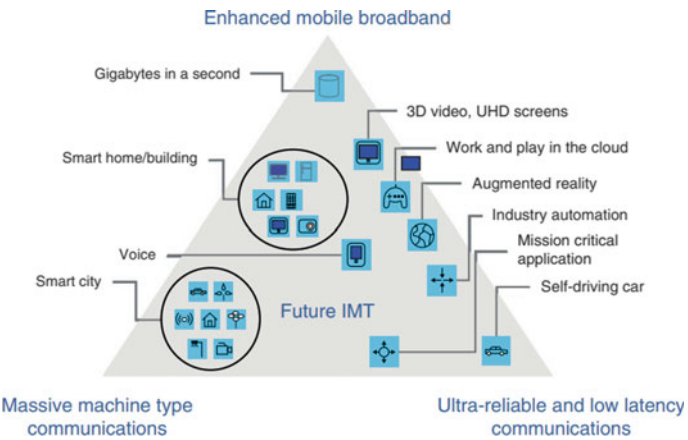 Enhanced mobile broadband
Gigabytes in a second
3D video, UHD screens
Smart home/building
Work and play in the cloud
Augmented reality
Industry automation
Mission critical
application
Voice
Smart city
Self-driving car
Future IMT
Massive machine type
communications
Ultra-reliable and low latency
communications